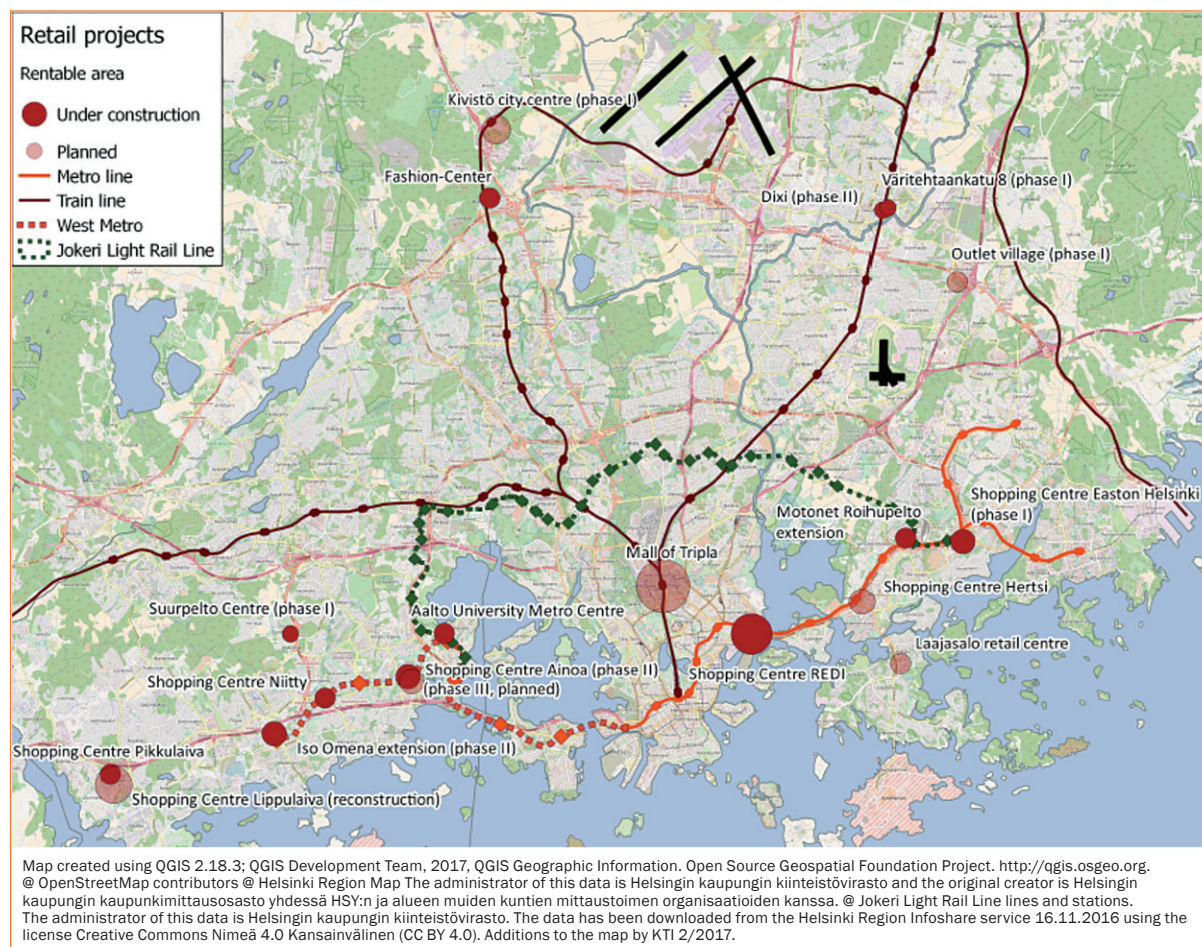 Retail projects
Rentable area
Under construction
Planned
Metro line
Train line
West Metro
Jokeri Light Rail Line
Kivistö city centre (phase I)
Fashion-Center
Väritehtaankatu 8 (phase I)
Dixi (phase II)
Outlet village (phase I)
Shopping Centre Easton Helsinki
(phase I)
Motonet Roihupelto
extension
Mall of Tripla
Shopping Centre Hertsi
Suurpelto Centre (phase I)
Aalto University Metro Centre
Laajasalo retail centre
Shopping Centre Ainoa (phase II)
(phase III, planned)
Shopping Centre REDI
Shopping Centre Niitty
Iso Omena extension (phase II)
Shopping Centre Pikkulaiva
Shopping Centre Lippulaiva (reconstruction)
Map created using QGIS 2.18.3; QGIS Development Team, 2017, QGIS Geographic Information. Open Source Geospatial Foundation Project. http://qgis.osgeo.org.
@ OpenStreetMap contributors @ Helsinki Region Map The administrator of this data is Helsingin kaupungin kiinteistövirasto and the original creator is Helsingin
kaupungin kaupunkimittausosasto yhdessä HSY:n ja alueen muiden kuntien mittaustoimen organisaatioiden kanssa. @ Jokeri Light Rail Line lines and stations.
The administrator of this data is Helsingin kaupungin kiinteistövirasto. The data has been downloaded from the Helsinki Region Infoshare service 16.11.2016 using the
license Creative Commons Nimeä 4.0 Kansainvälinen (CC BY 4.0). Additions to the map by KTI 2/2017.